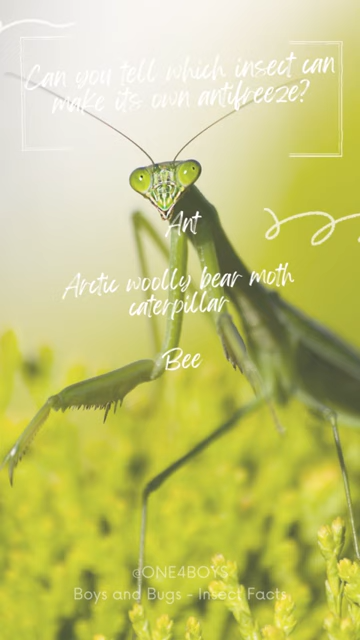 Can you tell which insect can
make its own antifreeze?
Ant
Arctic woolly bear moth
caterpillar
Bee
©ONE4BOYS
Boys and Bugs - Insect Facts